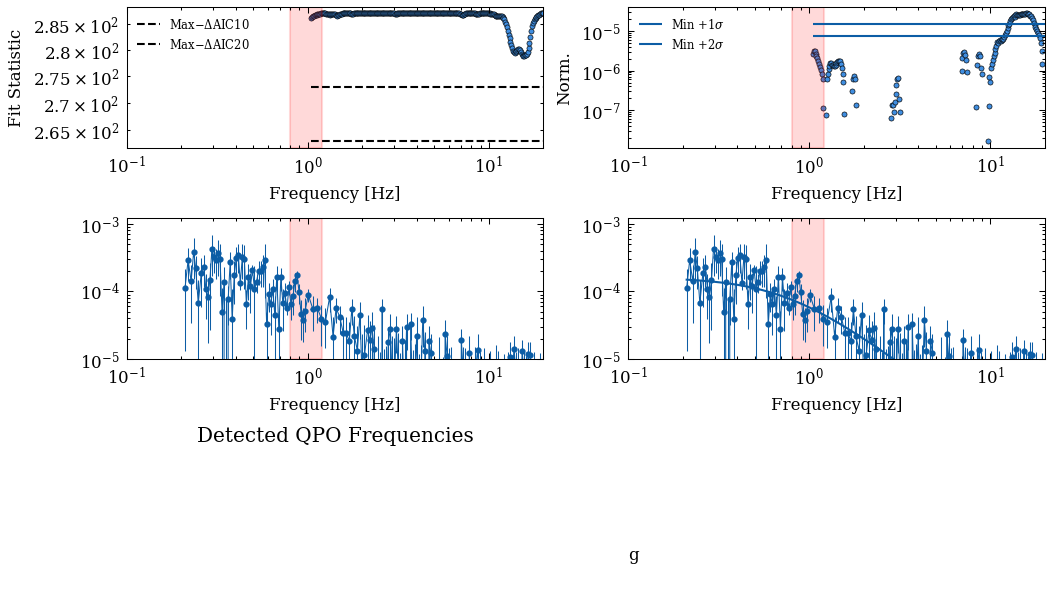 Fit Statistic
2.85 × 10²
2.8 × 10²
2.75 × 10²
2.7 × 10²
2.65 × 10²
Max−ΔAIC10
Max−ΔAIC20
10⁻¹ 10⁰ 10¹
Frequency [Hz]
Norm.
10⁻⁵
10⁻⁶
10⁻⁷
Min +1σ
Min +2σ
10⁻¹ 10⁰ 10¹
Frequency [Hz]
10⁻³
10⁻⁴
10⁻⁵
10⁻¹ 10⁰ 10¹
Frequency [Hz]
10⁻³
10⁻⁴
10⁻⁵
10⁻¹ 10⁰ 10¹
Frequency [Hz]
Detected QPO Frequencies
g